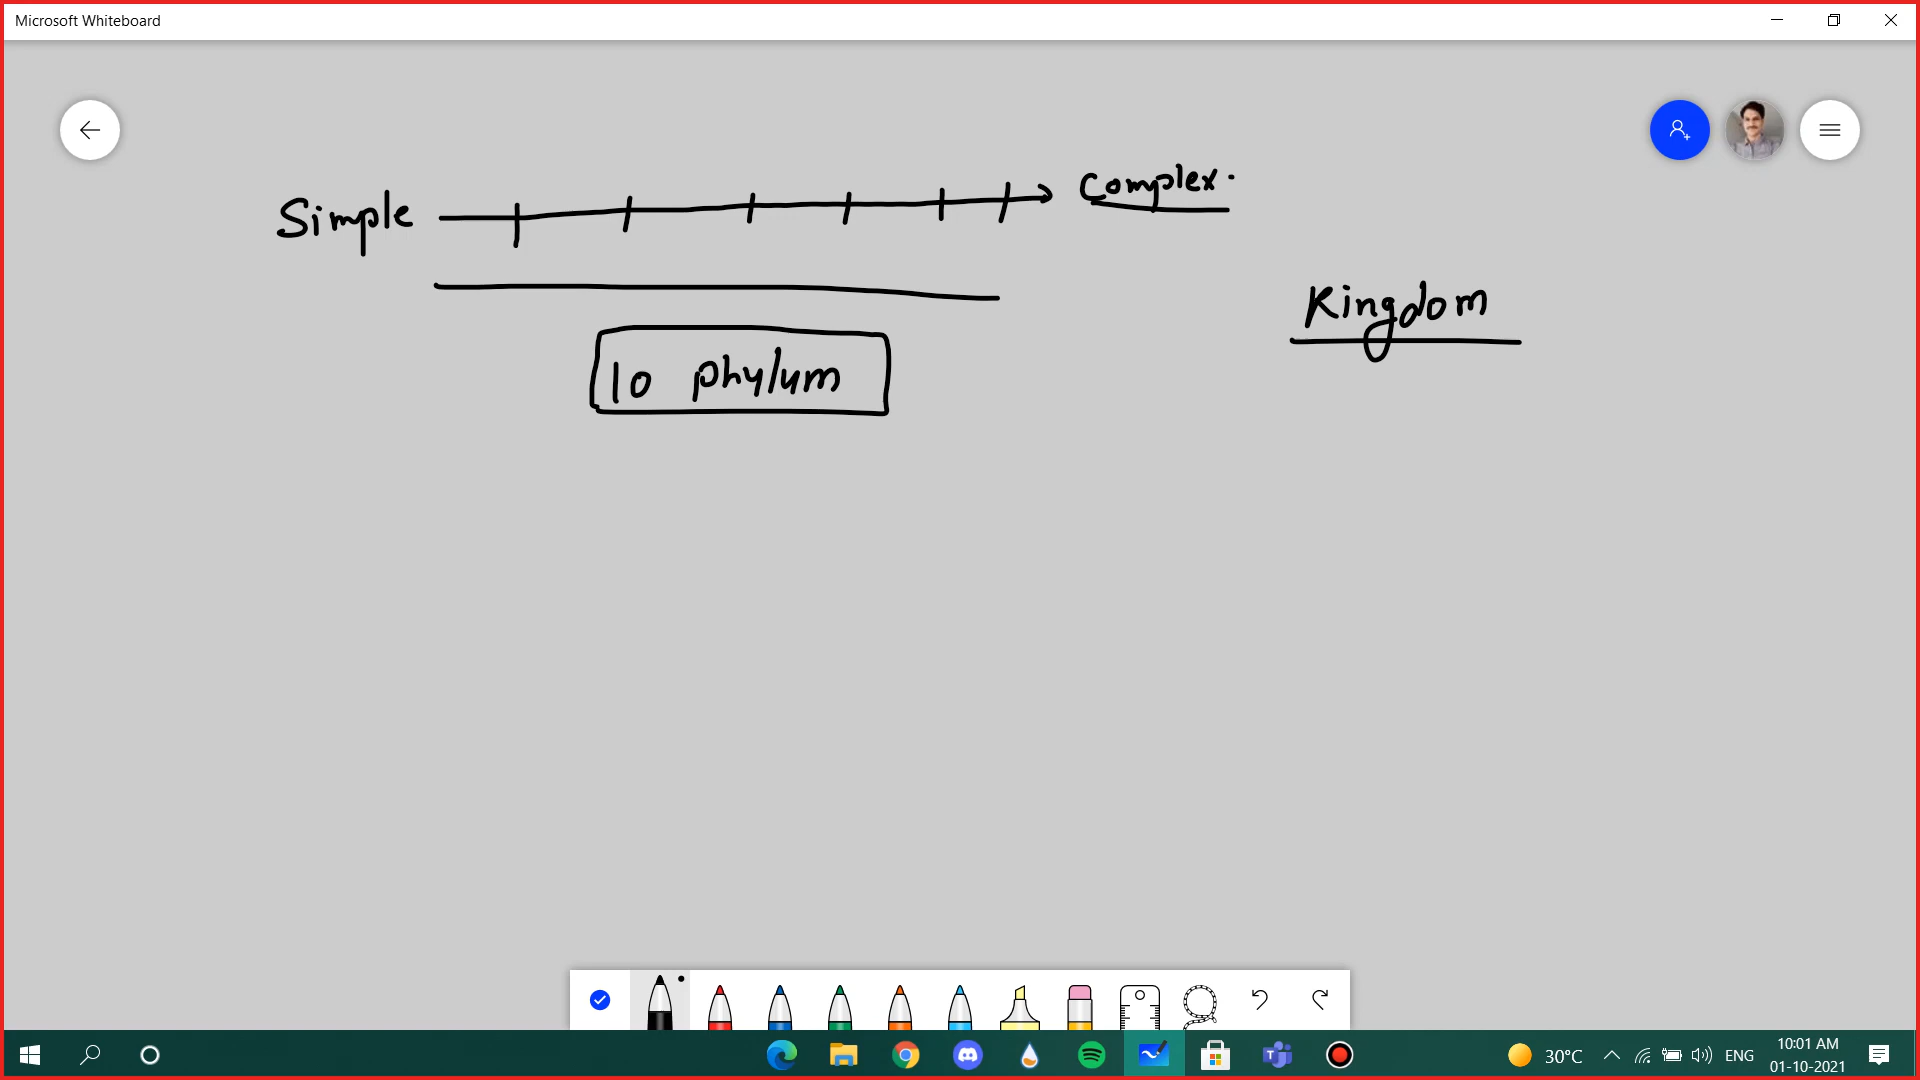 Microsoft Whiteboard
Simple
Complex.
Kingdom
10 phylum
30°C
ENG
10:01 AM
01-10-2021